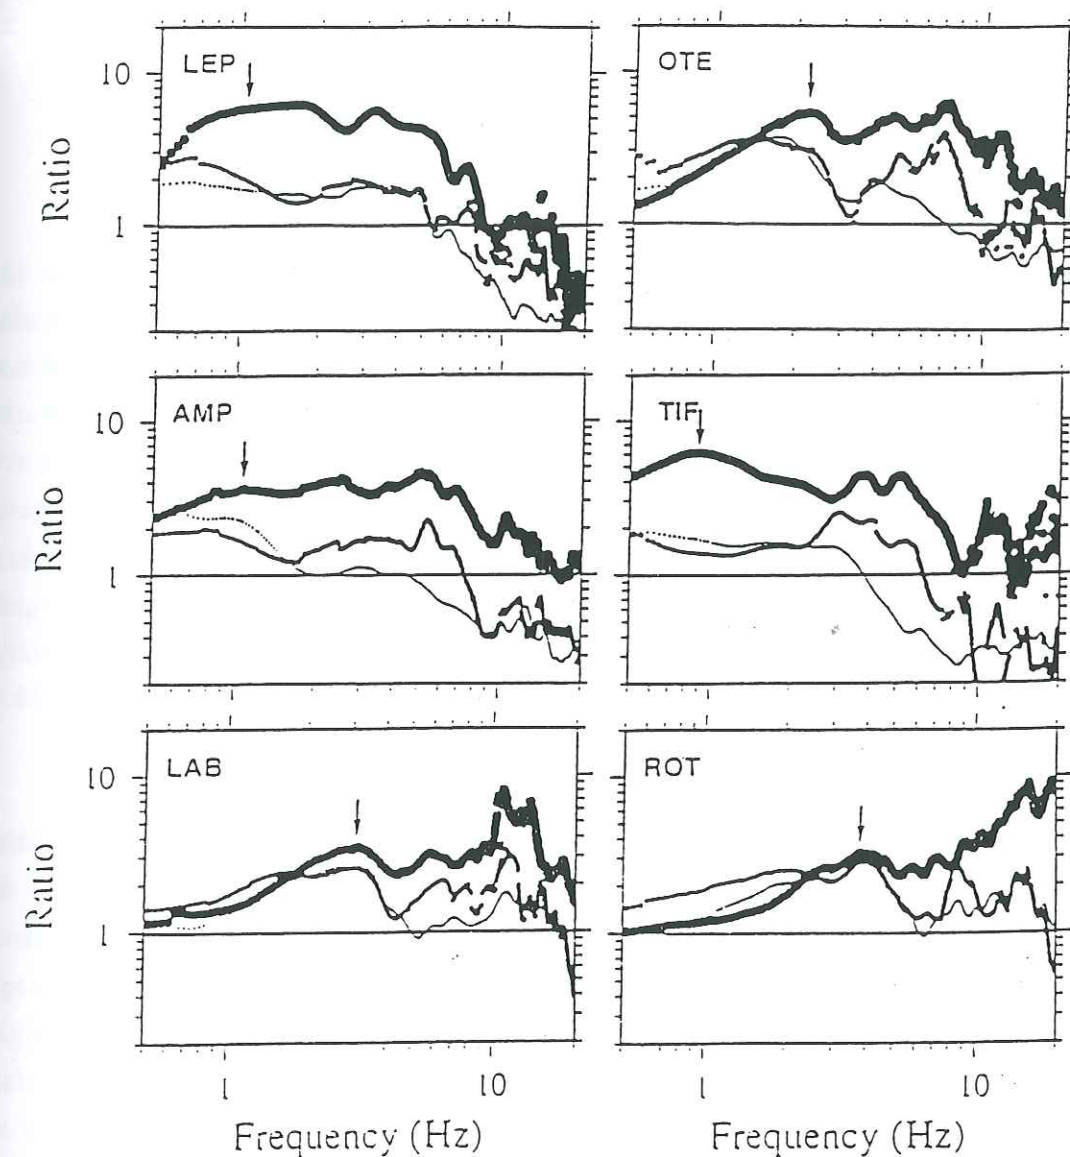 LEP
OTE
10
Ratio
1
AMP
TIF
10
Ratio
1
LAB
ROT
10
Ratio
1
1 10 1 10
Frequency (Hz) Frequency (Hz)